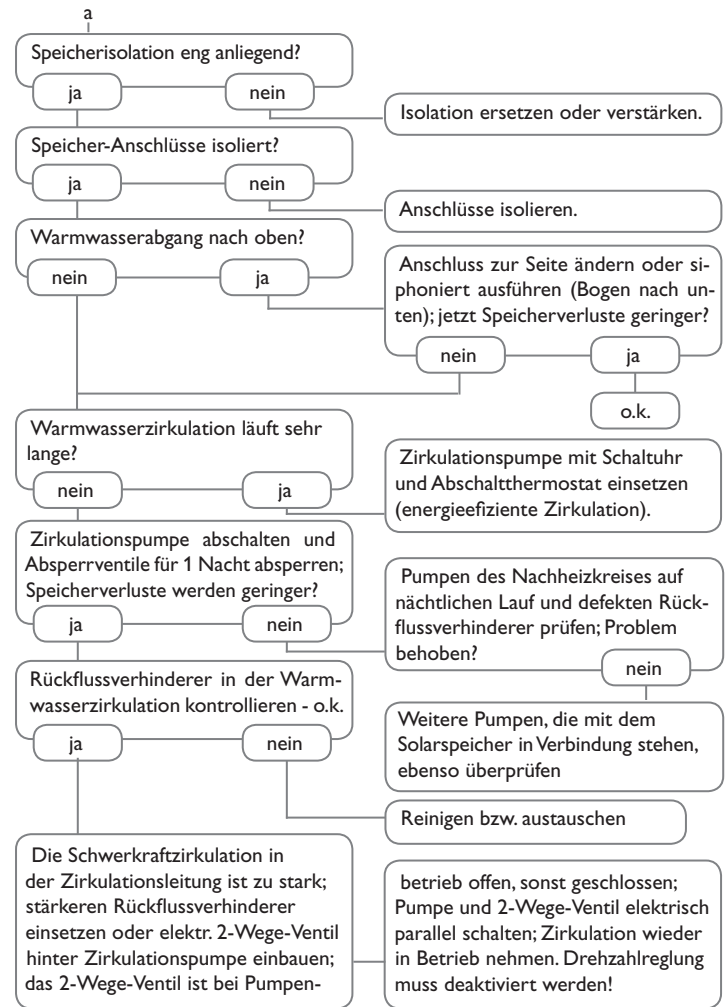 a
Speicherisolation eng anliegend?
ja
nein
Isolation ersetzen oder verstärken.
Speicher-Anschlüsse isoliert?
ja
nein
Anschlüsse isolieren.
Warmwasserabgang nach oben?
nein
ja
Anschluss zur Seite ändern oder si-
phoniert ausführen (Bogen nach un-
ten); jetzt Speicherverluste geringer?
nein
ja
o.k.
Warmwasserzirkulation läuft sehr
lange?
nein
ja
Zirkulationspumpe mit Schaltuhr
und Abschaltthermostat einsetzen
(energieefiziente Zirkulation).
Zirkulationspumpe abschalten und
Absperrventile für 1 Nacht absperren;
Speicherverluste werden geringer?
ja
nein
Pumpen des Nachheizkreises auf
nächtlichen Lauf und defekten Rück-
flussverhinderer prüfen; Problem
behoben?
nein
Weitere Pumpen, die mit dem
Solarspeicher in Verbindung stehen,
ebenso überprüfen
Rückflussverhinderer in der Warm-
wasserzirkulation kontrollieren - o.k.
ja
nein
Reinigen bzw. austauschen
Die Schwerkraftzirkulation in
der Zirkulationsleitung ist zu stark;
stärkeren Rückflussverhinderer
einsetzen oder elektr. 2-Wege-Ventil
hinter Zirkulationspumpe einbauen;
das 2-Wege-Ventil ist bei Pumpen-
betrieb offen, sonst geschlossen;
Pumpe und 2-Wege-Ventil elektrisch
parallel schalten; Zirkulation wieder
in Betrieb nehmen. Drehzahlreglung
muss deaktiviert werden!